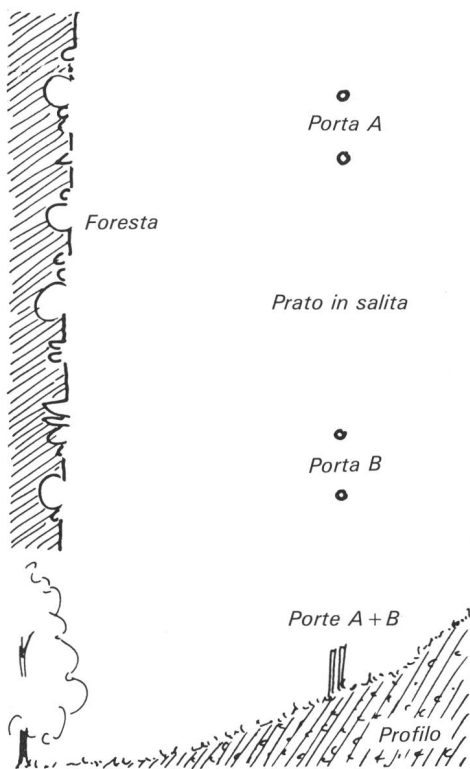 Porta A
Foresta
Prato in salita
Porta B
Porte A + B
Profilo